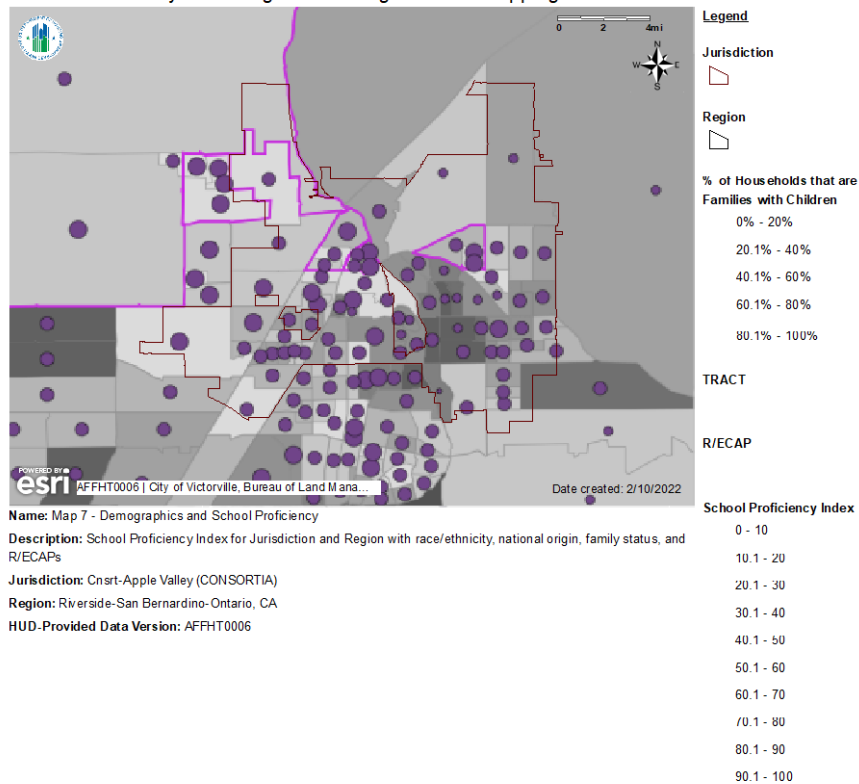 Legend
0 2 4mi
N
W E
S
Jurisdiction
Region
% of Households that are
Families with Children
0% - 20%
20.1% - 40%
40.1% - 60%
60.1% - 80%
80.1% - 100%
TRACT
R/ECAP
School Proficiency Index
0 - 10
10.1 - 20
20.1 - 30
30.1 - 40
40.1 - 50
50.1 - 60
60.1 - 70
70.1 - 80
80.1 - 90
90.1 - 100
POWERED BY
esri
AFFHT0006 | City of Victorville, Bureau of Land Mana...
Date created: 2/10/2022
Name: Map 7 - Demographics and School Proficiency
Description: School Proficiency Index for Jurisdiction and Region with race/ethnicity, national origin, family status, and
R/ECAPs
Jurisdiction: Cnsrt-Apple Valley (CONSORTIA)
Region: Riverside-San Bernardino-Ontario, CA
HUD-Provided Data Version: AFFHT0006